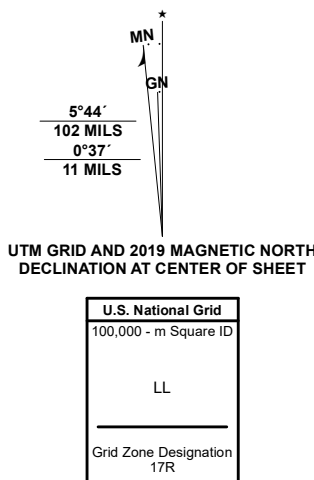 ★
MN
GN
5°44´
102 MILS
0°37´
11 MILS
UTM GRID AND 2019 MAGNETIC NORTH
DECLINATION AT CENTER OF SHEET
U.S. National Grid
100,000 - m Square ID
LL
Grid Zone Designation
17R